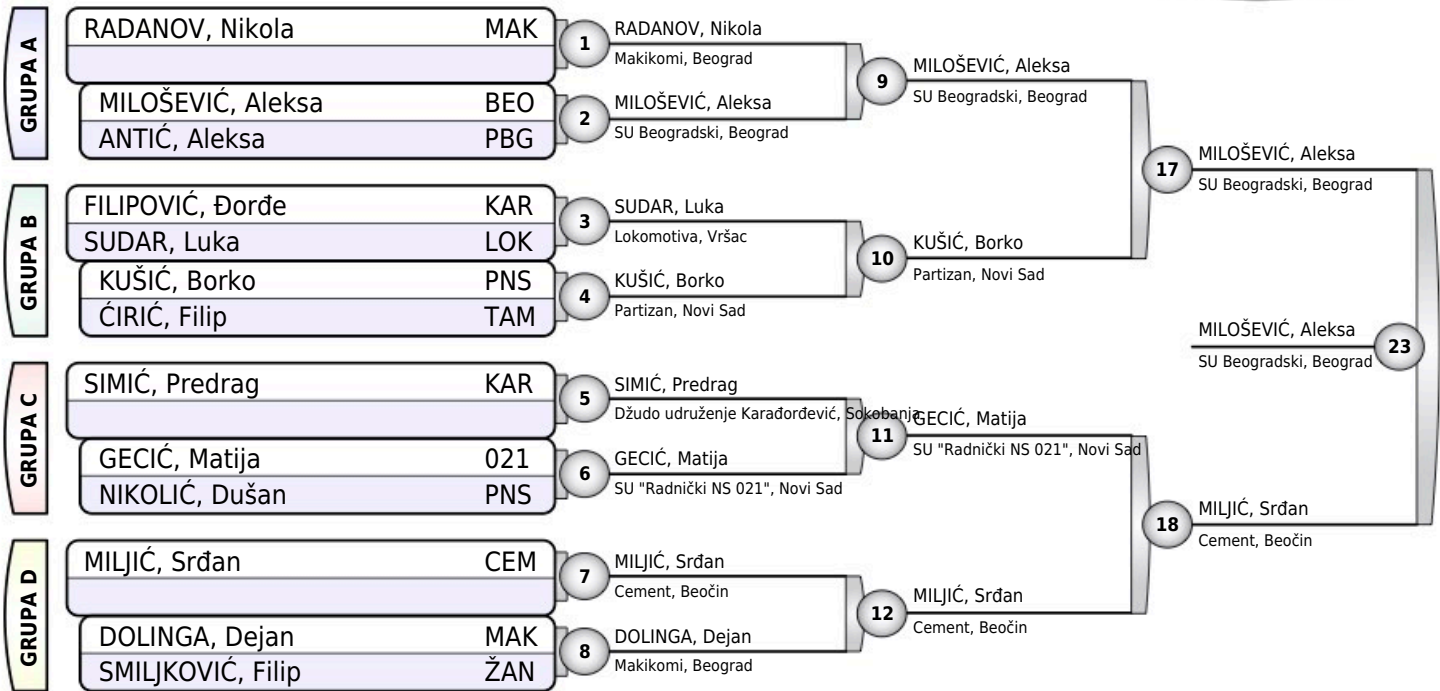 GRUPA A
RADANOV, Nikola MAK
MILOŠEVIĆ, Aleksa BEO
ANTIĆ, Aleksa PBG
GRUPA B
FILIPOVIĆ, Đorđe KAR
SUDAR, Luka LOK
KUŠIĆ, Borko PNS
ĆIRIĆ, Filip TAM
GRUPA C
SIMIĆ, Predrag KAR
GECIĆ, Matija 021
NIKOLIĆ, Dušan PNS
GRUPA D
MILJIĆ, Srđan CEM
DOLINGA, Dejan MAK
SMILJKOVIĆ, Filip ŽAN
1
RADANOV, Nikola
Makikomi, Beograd
2
MILOŠEVIĆ, Aleksa
SU Beogradski, Beograd
3
SUDAR, Luka
Lokomotiva, Vršac
4
KUŠIĆ, Borko
Partizan, Novi Sad
5
SIMIĆ, Predrag
Džudo udruženje Karađorđević, Sokobanja
6
GECIĆ, Matija
SU "Radnički NS 021", Novi Sad
7
MILJIĆ, Srđan
Cement, Beočin
8
DOLINGA, Dejan
Makikomi, Beograd
9
MILOŠEVIĆ, Aleksa
SU Beogradski, Beograd
10
KUŠIĆ, Borko
Partizan, Novi Sad
11
GECIĆ, Matija
SU "Radnički NS 021", Novi Sad
12
MILJIĆ, Srđan
Cement, Beočin
17
MILOŠEVIĆ, Aleksa
SU Beogradski, Beograd
18
MILJIĆ, Srđan
Cement, Beočin
MILOŠEVIĆ, Aleksa
SU Beogradski, Beograd
23